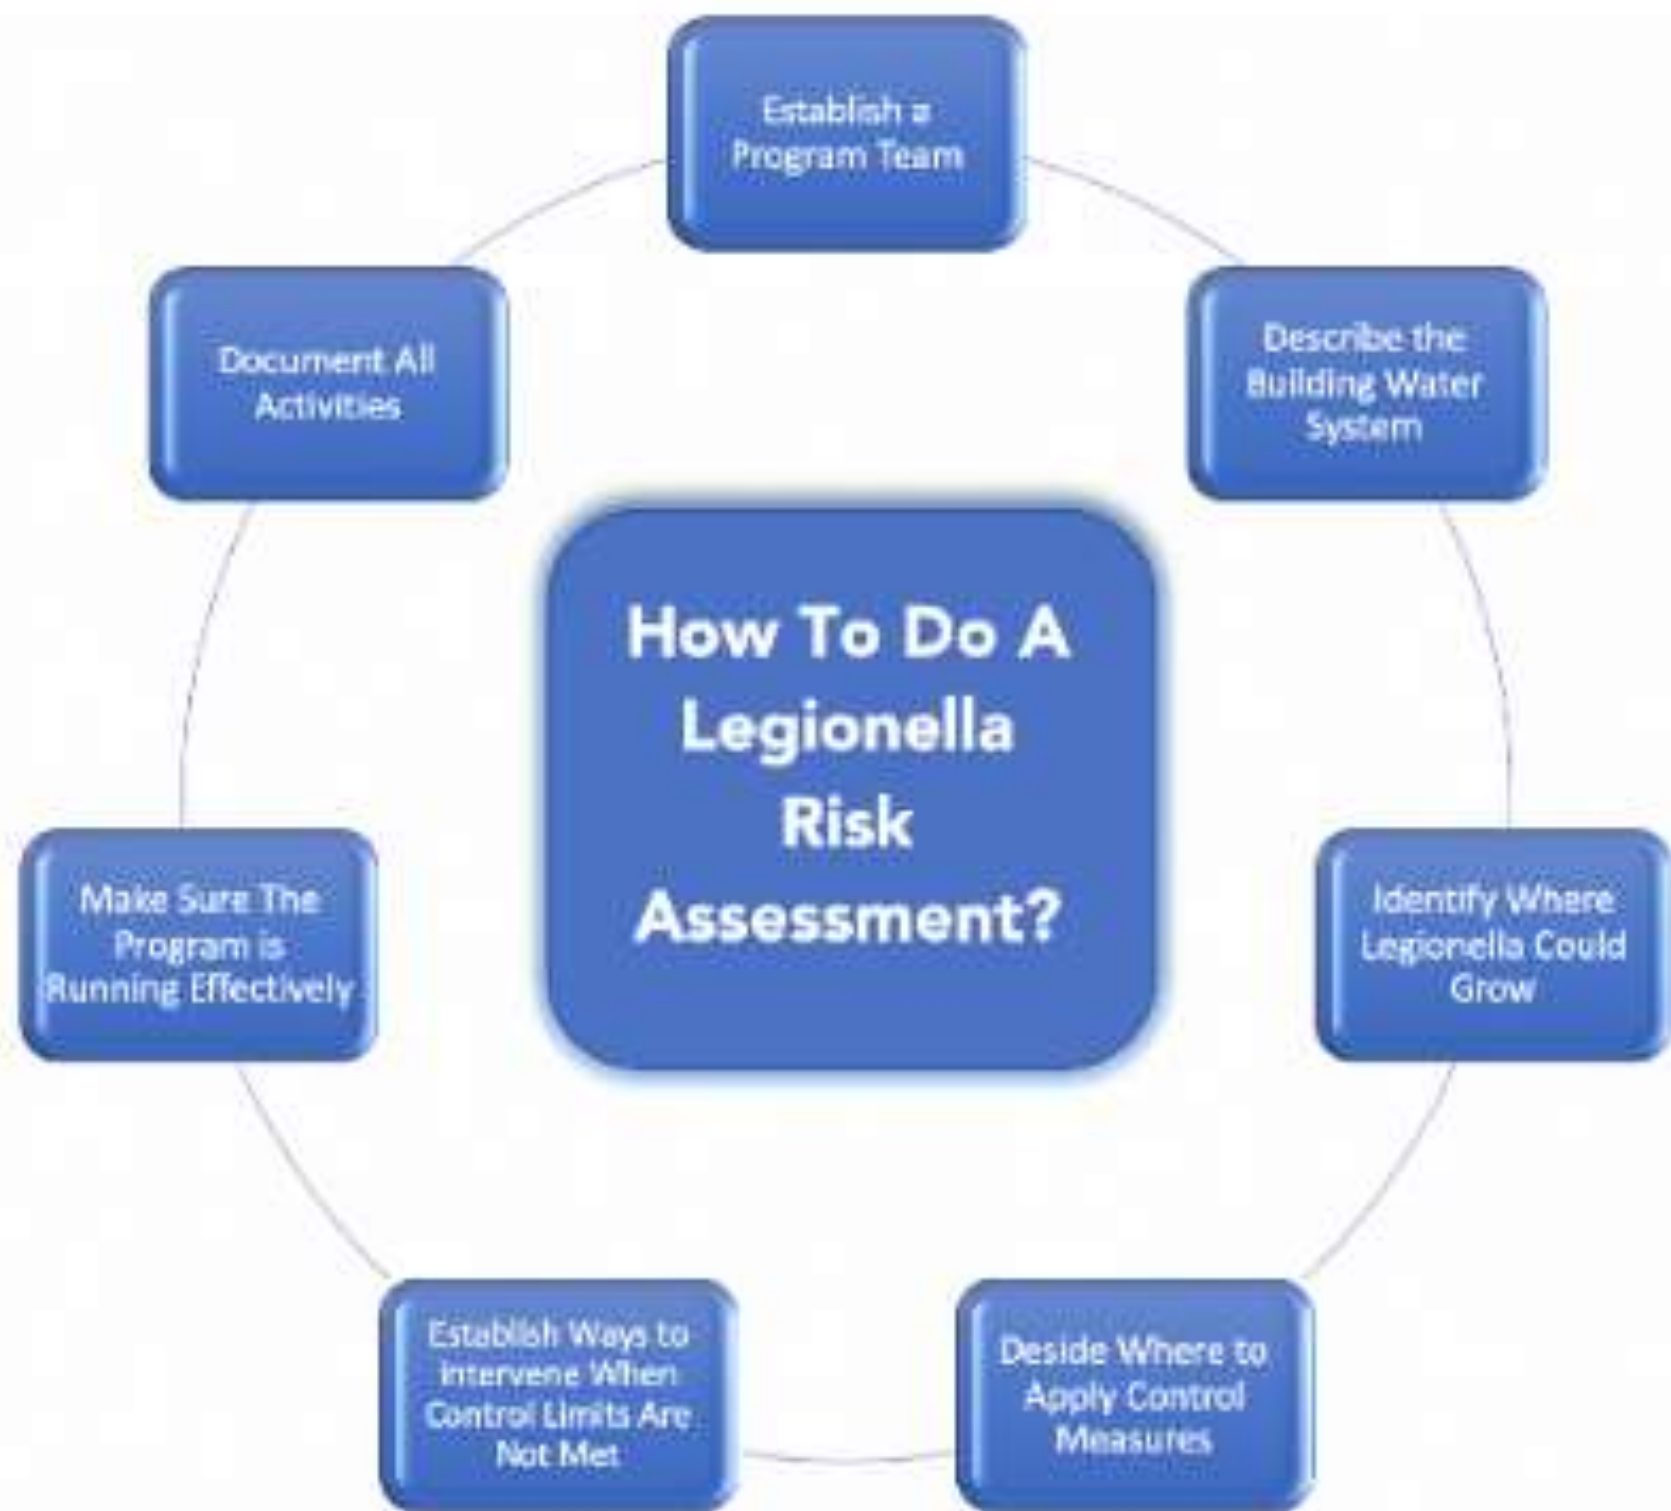 Establish a
Program Team
Describe the
Building Water
System
Identify Where
Legionella Could
Grow
Deside Where to
Apply Control
Measures
Establish Ways to
Intervene When
Control Limits Are
Not Met
Make Sure The
Program is
Running Effectively
Document All
Activities
How To Do A
Legionella
Risk
Assessment?